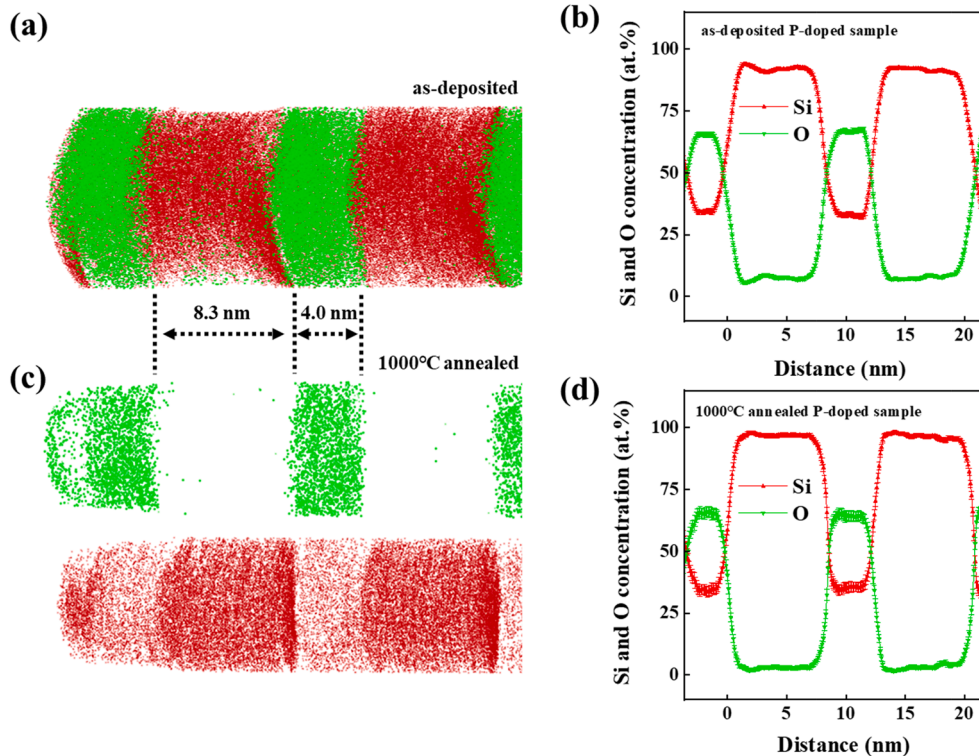 (a)
as-deposited
8.3 nm
4.0 nm
(b)
as-deposited P-doped sample
Si and O concentration (at.%)
100
75
50
25
0
Si
O
0
5
10
15
20
Distance (nm)
(c)
1000°C annealed
(d)
1000°C annealed P-doped sample
Si and O concentration (at.%)
100
75
50
25
0
Si
O
0
5
10
15
20
Distance (nm)